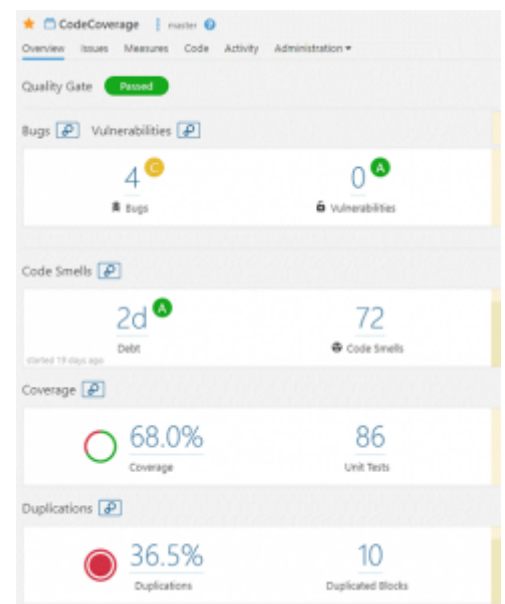 CodeCoverage master
Overview Issues Measures Code Activity Administration
Quality Gate Passed
Bugs Vulnerabilities
4 C 0 A
Bugs Vulnerabilities
Code Smells
2d A 72
Debt Code Smells
started 19 days ago
Coverage
68.0% 86
Coverage Unit Tests
Duplications
36.5% 10
Duplications Duplicated Blocks